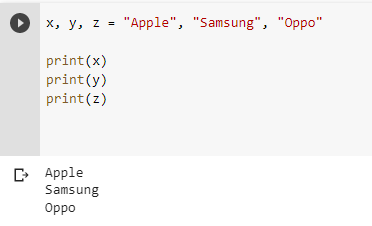 x, y, z = "Apple", "Samsung", "Oppo"
print(x)
print(y)
print(z)
Apple
Samsung
Oppo